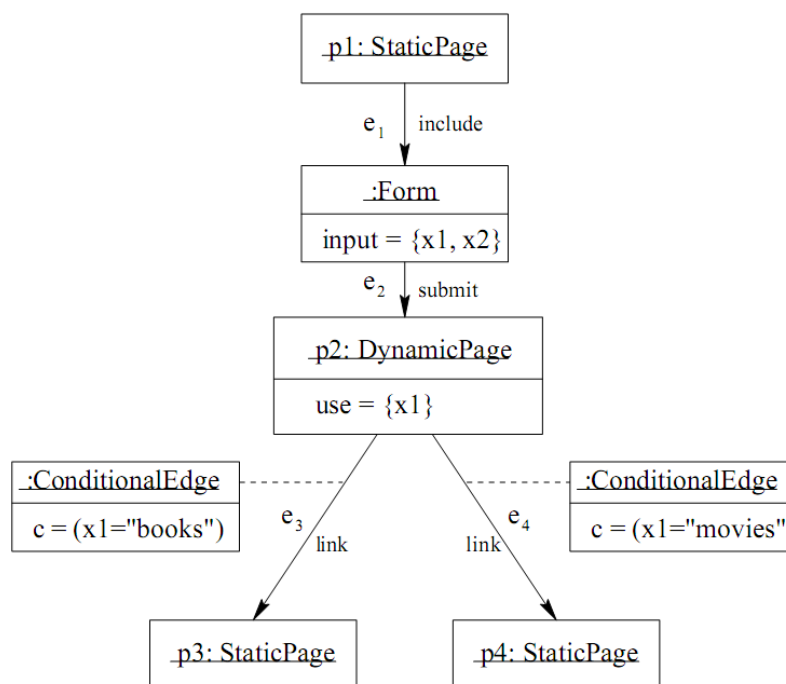 p1: StaticPage
e1 include
:Form
input = {x1, x2}
e2 submit
p2: DynamicPage
use = {x1}
:ConditionalEdge
c = (x1="books")
:ConditionalEdge
c = (x1="movies"
e3 link
e4 link
p3: StaticPage
p4: StaticPage